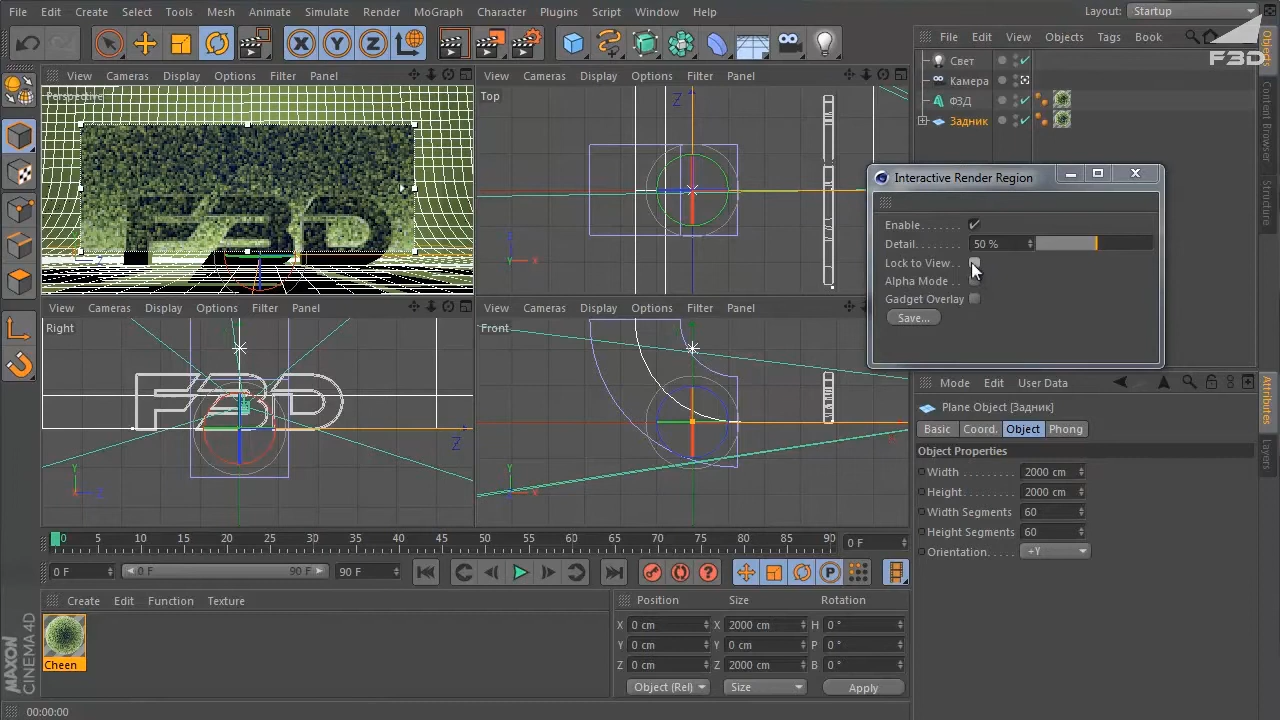 File Edit Create Select Tools Mesh Animate Simulate Render MoGraph Character Plugins Script Window Help
Layout: Startup
X Y Z
F3D
File Edit View Objects Tags Book
Свет
Камера
ФЗД
Задник
Objects
Content Browser
Structure
View Cameras Display Options Filter Panel
Perspective
View Cameras Display Options Filter Panel
Top
Z
Y
X
Interactive Render Region
Enable
Detail 50 %
Lock to View
Alpha Mode
Gadget Overlay
Save...
View Cameras Display Options Filter Panel
Right
Z
Y
View Cameras Display Options Filter Panel
Front
Y
X
Mode Edit User Data
Plane Object [Задник]
Basic Coord. Object Phong
Object Properties
Width 2000 cm
Height 2000 cm
Width Segments 60
Height Segments 60
Orientation +Y
Attributes
Layers
0 5 10 15 20 25 30 35 40 45 50 55 60 65 70 75 80 85 90 0 F
0 F 0 F 90 F 90 F
P
Create Edit Function Texture
Cheen
Position Size Rotation
X 0 cm X 2000 cm H 0 °
Y 0 cm Y 0 cm P 0 °
Z 0 cm Z 2000 cm B 0 °
Object (Rel) Size Apply
MAXON
CINEMA 4D
00:00:00